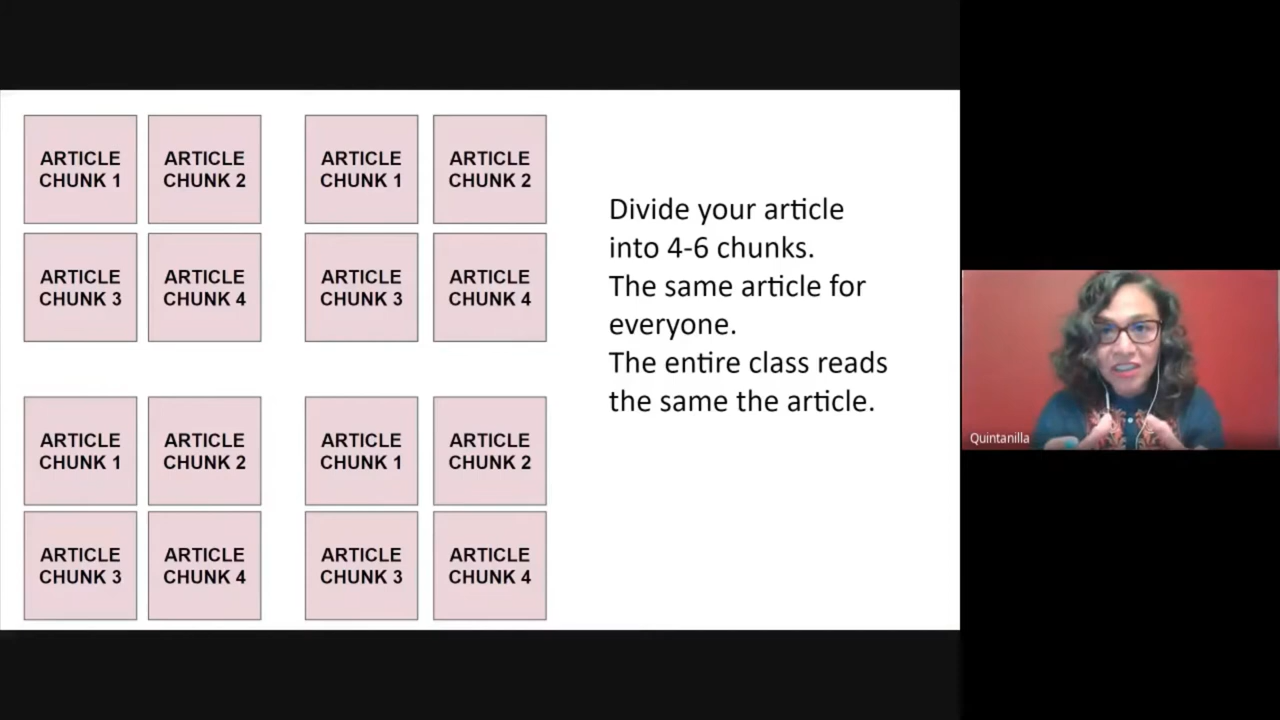 ARTICLE
CHUNK 1
ARTICLE
CHUNK 2
ARTICLE
CHUNK 3
ARTICLE
CHUNK 4
ARTICLE
CHUNK 1
ARTICLE
CHUNK 2
ARTICLE
CHUNK 3
ARTICLE
CHUNK 4
ARTICLE
CHUNK 1
ARTICLE
CHUNK 2
ARTICLE
CHUNK 3
ARTICLE
CHUNK 4
ARTICLE
CHUNK 1
ARTICLE
CHUNK 2
ARTICLE
CHUNK 3
ARTICLE
CHUNK 4
Divide your article
into 4-6 chunks.
The same article for
everyone.
The entire class reads
the same the article.
Quintanilla